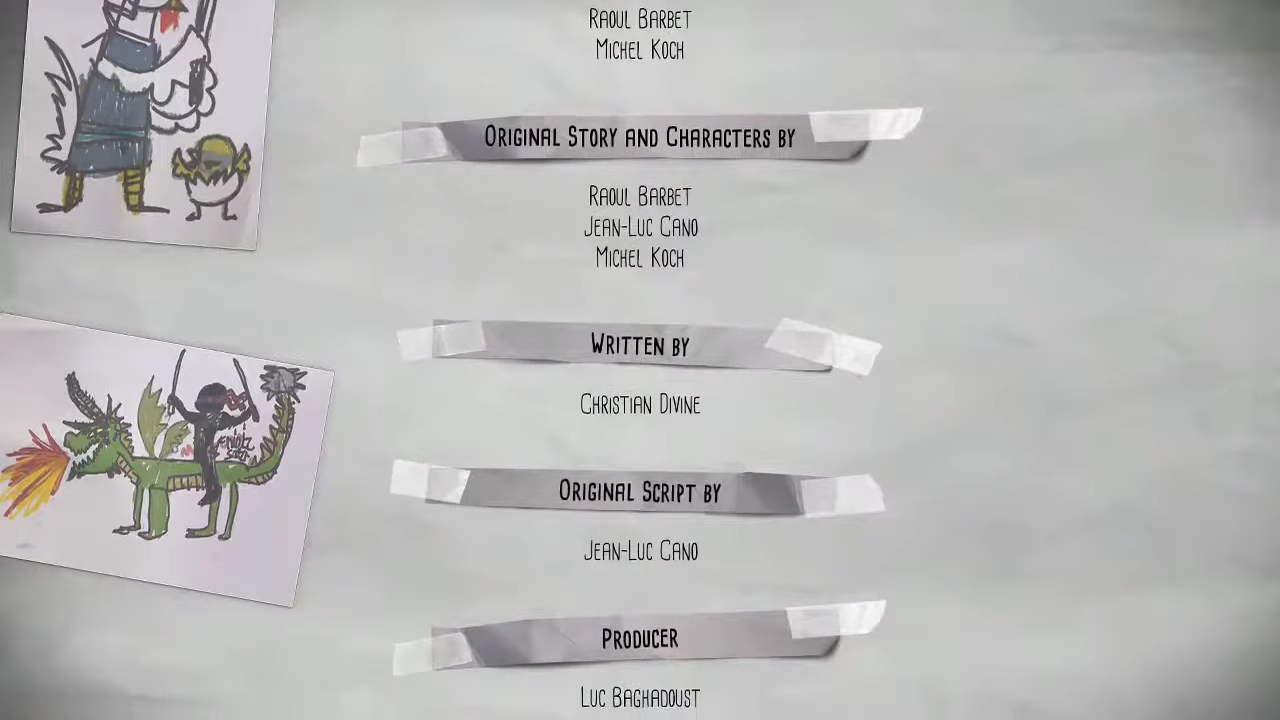 Raoul Barbet
Michel Koch
Original Story and Characters by
Raoul Barbet
Jean-Luc Cano
Michel Koch
Written by
Christian Divine
Original Script by
Jean-Luc Cano
Producer
Luc Baghadoust